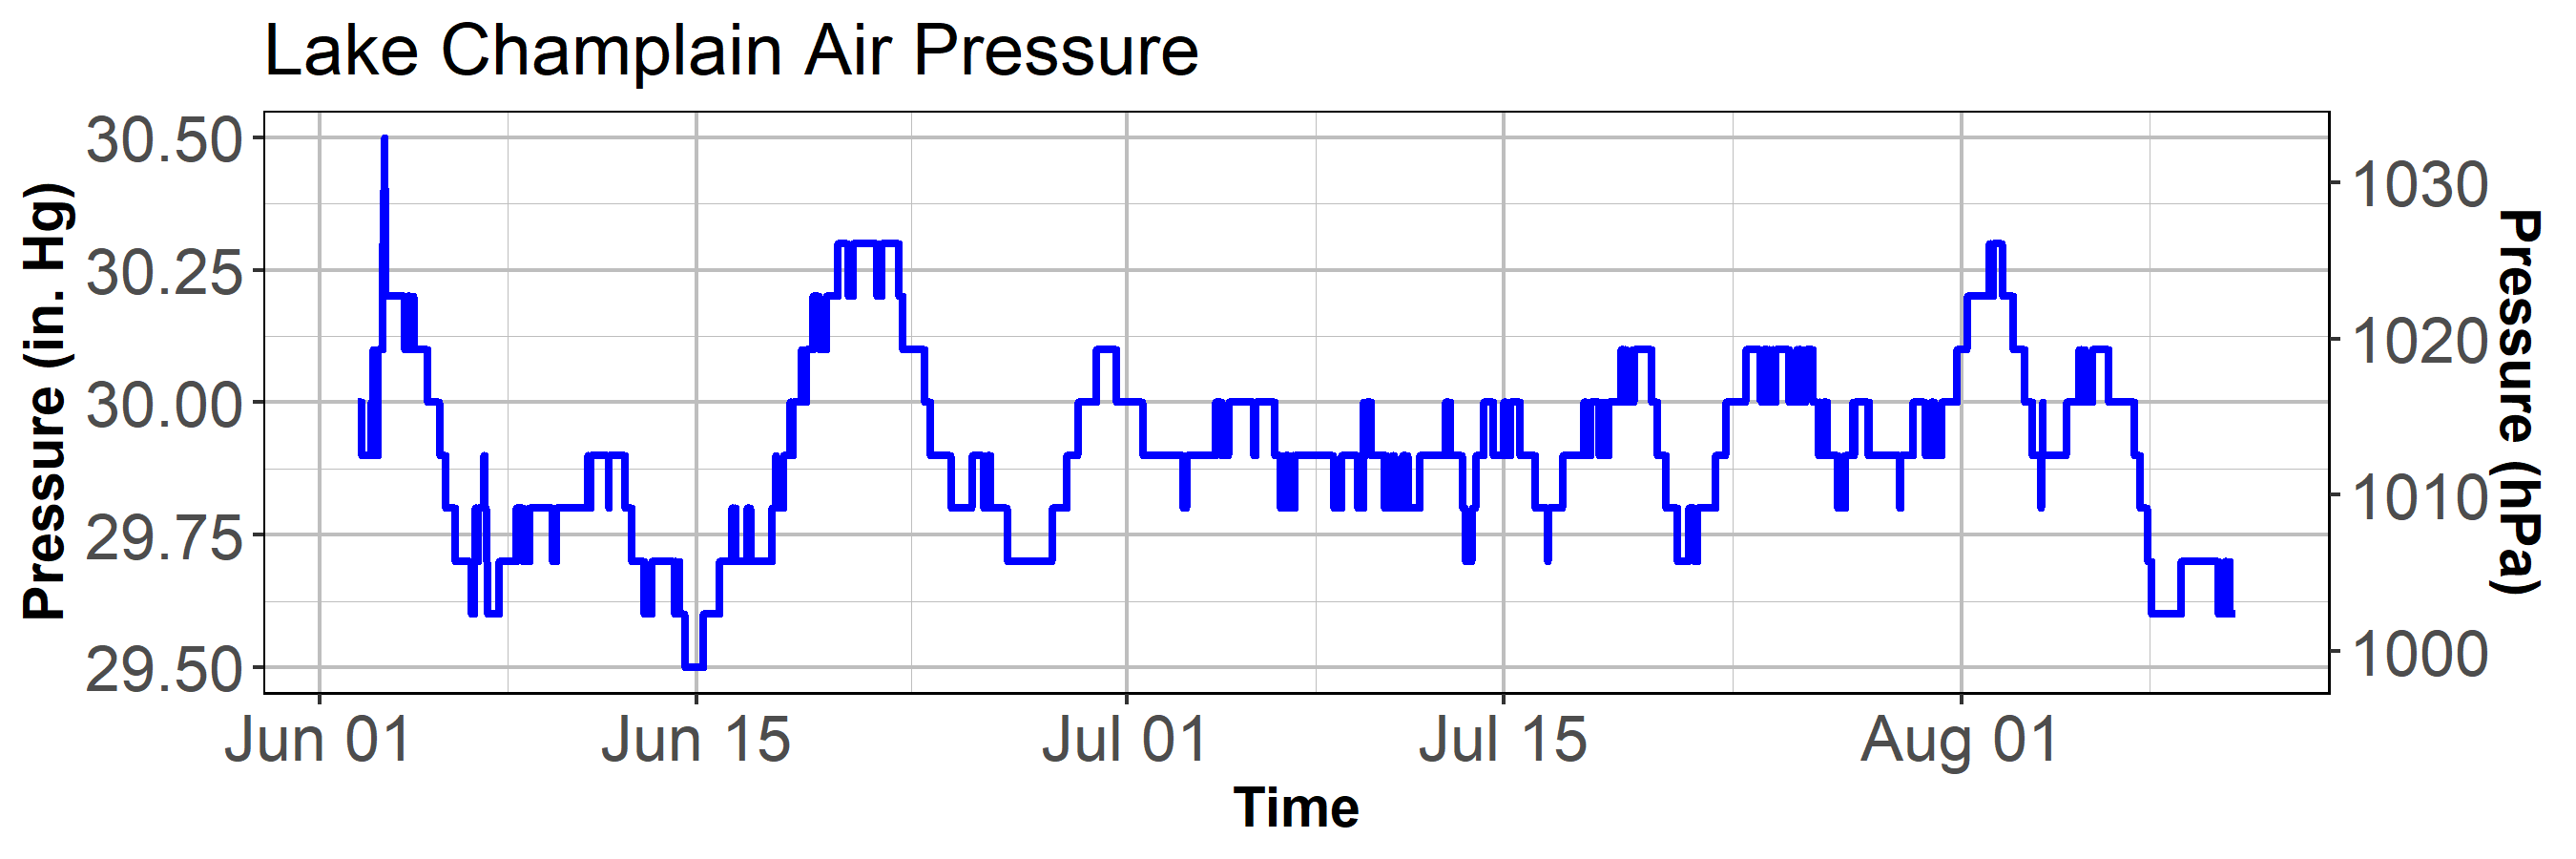 Lake Champlain Air Pressure
Pressure (in. Hg)
30.50
30.25
30.00
29.75
29.50
1030
1020
1010
1000
Pressure (hPa)
Jun 01 Jun 15 Jul 01 Jul 15 Aug 01
Time